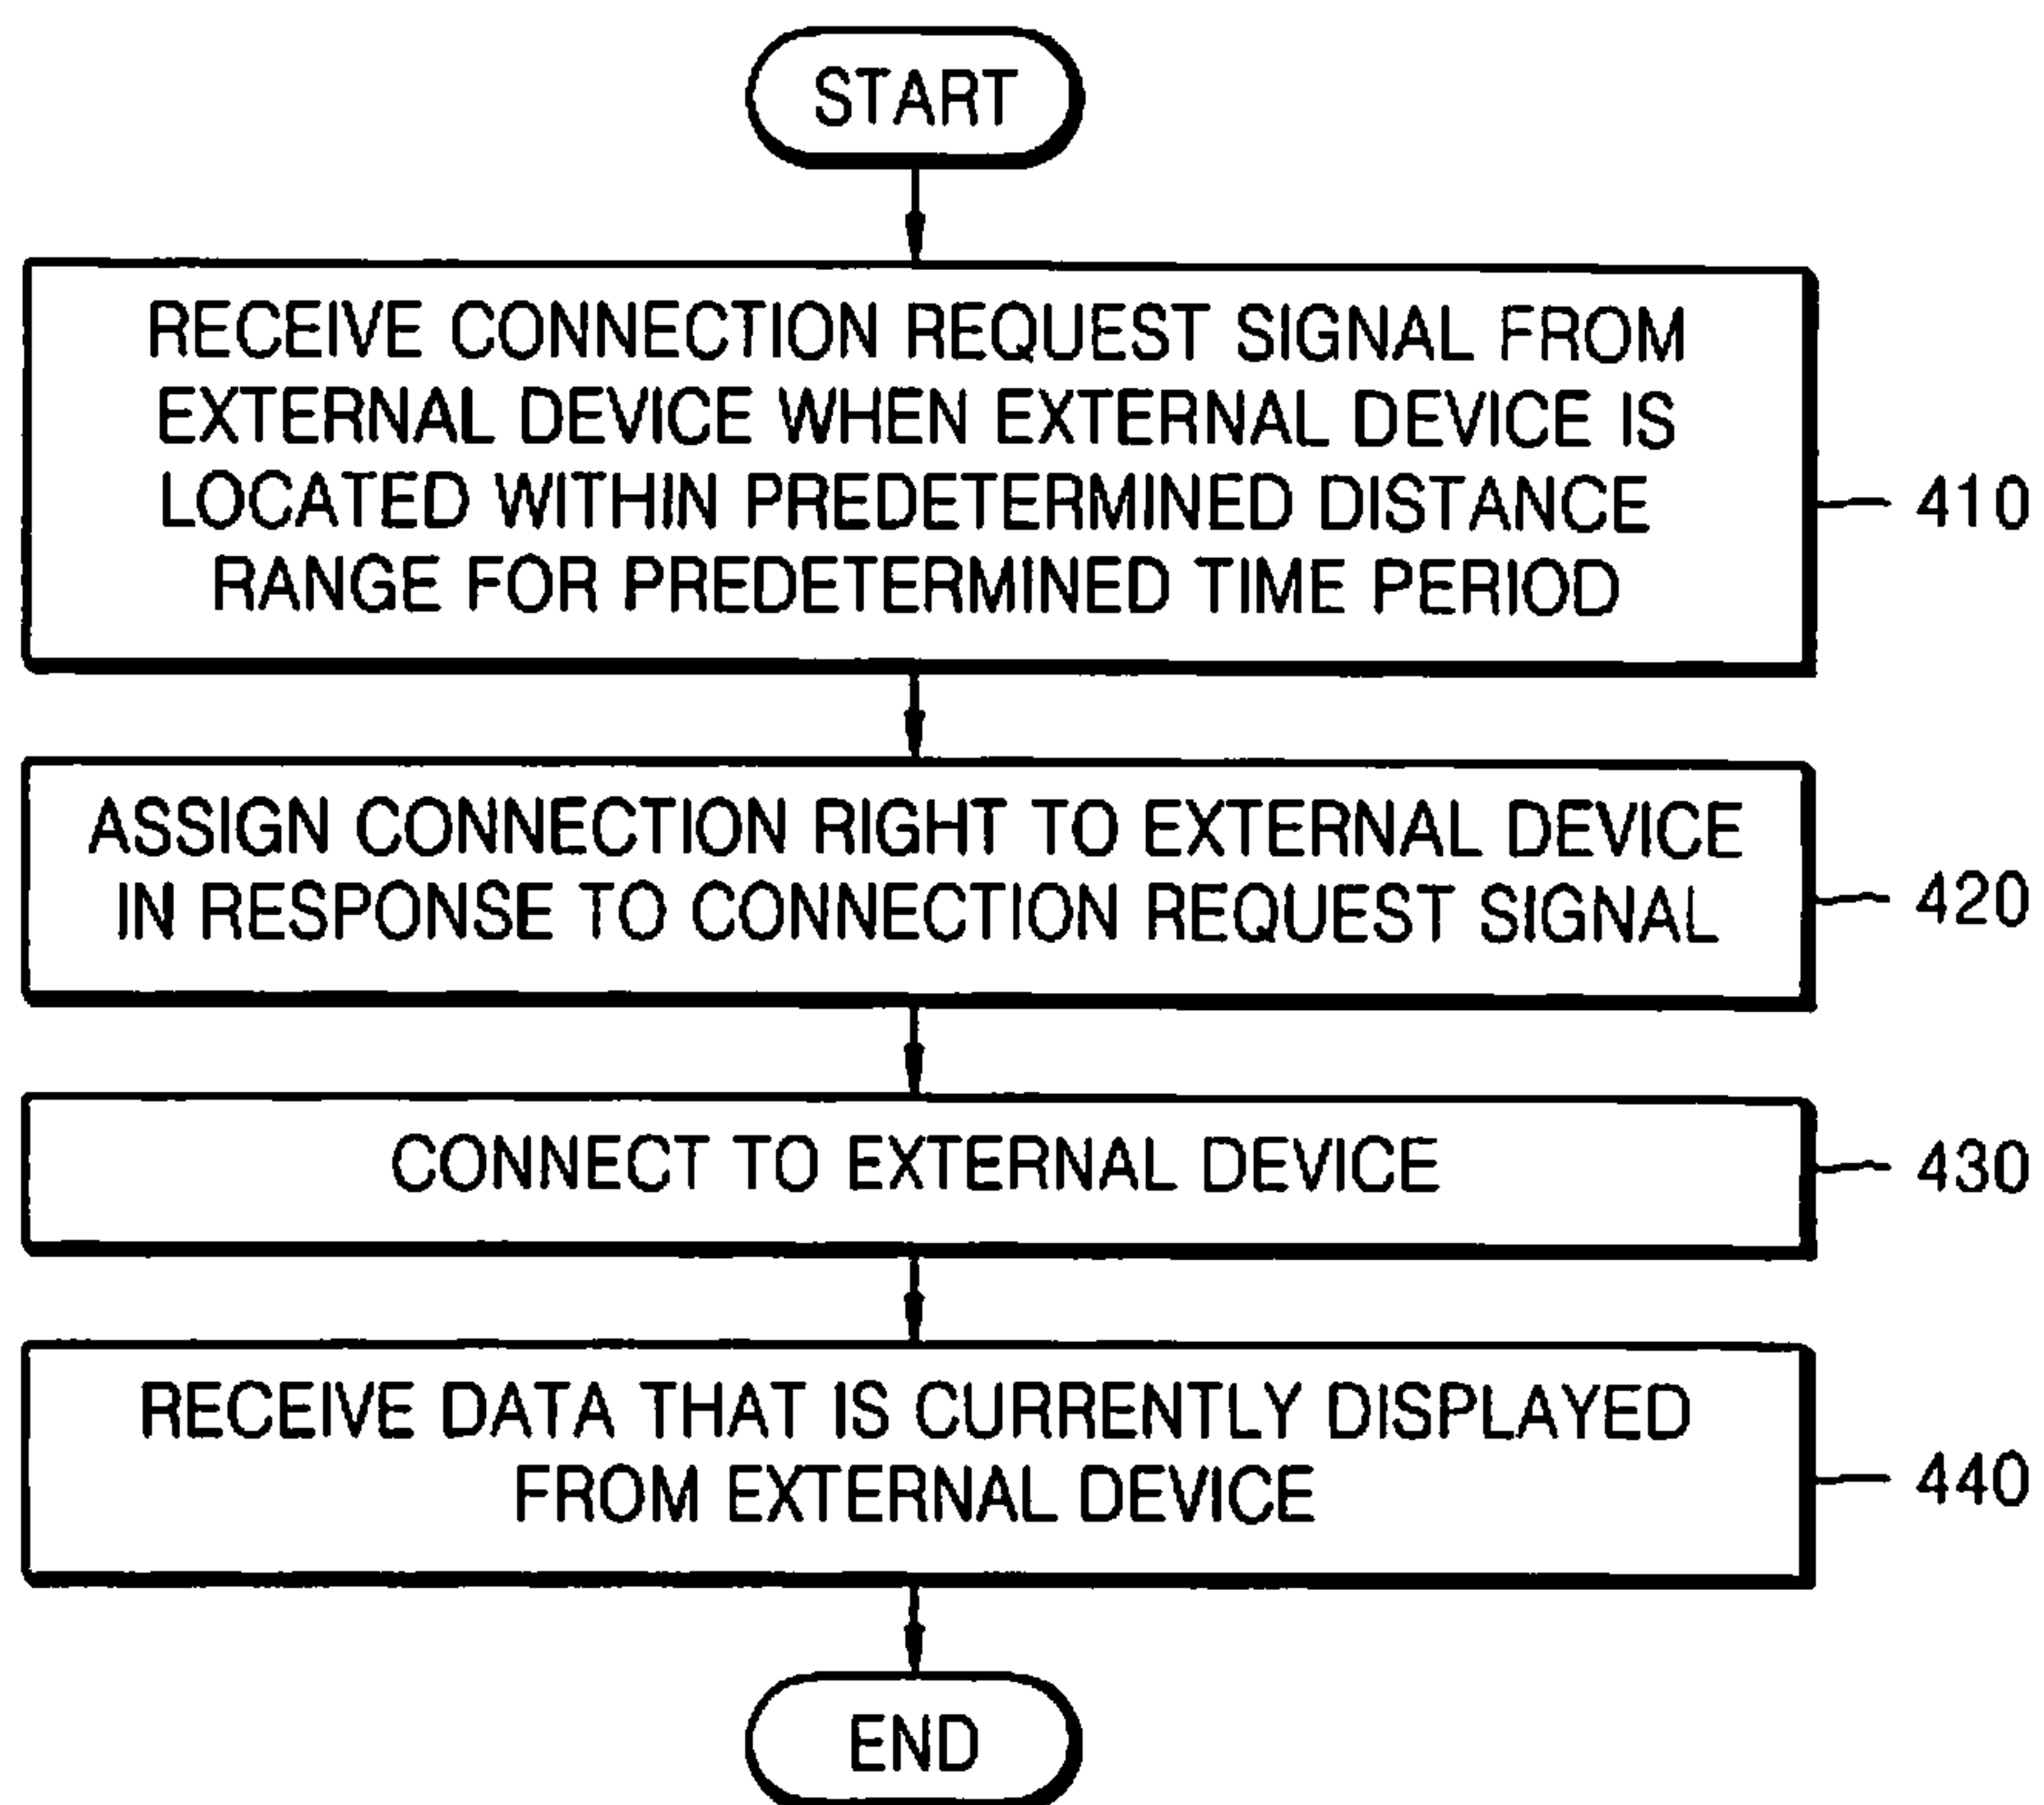 START
RECEIVE CONNECTION REQUEST SIGNAL FROM
EXTERNAL DEVICE WHEN EXTERNAL DEVICE IS
LOCATED WITHIN PREDETERMINED DISTANCE
RANGE FOR PREDETERMINED TIME PERIOD
410
ASSIGN CONNECTION RIGHT TO EXTERNAL DEVICE
IN RESPONSE TO CONNECTION REQUEST SIGNAL
420
CONNECT TO EXTERNAL DEVICE
430
RECEIVE DATA THAT IS CURRENTLY DISPLAYED
FROM EXTERNAL DEVICE
440
END